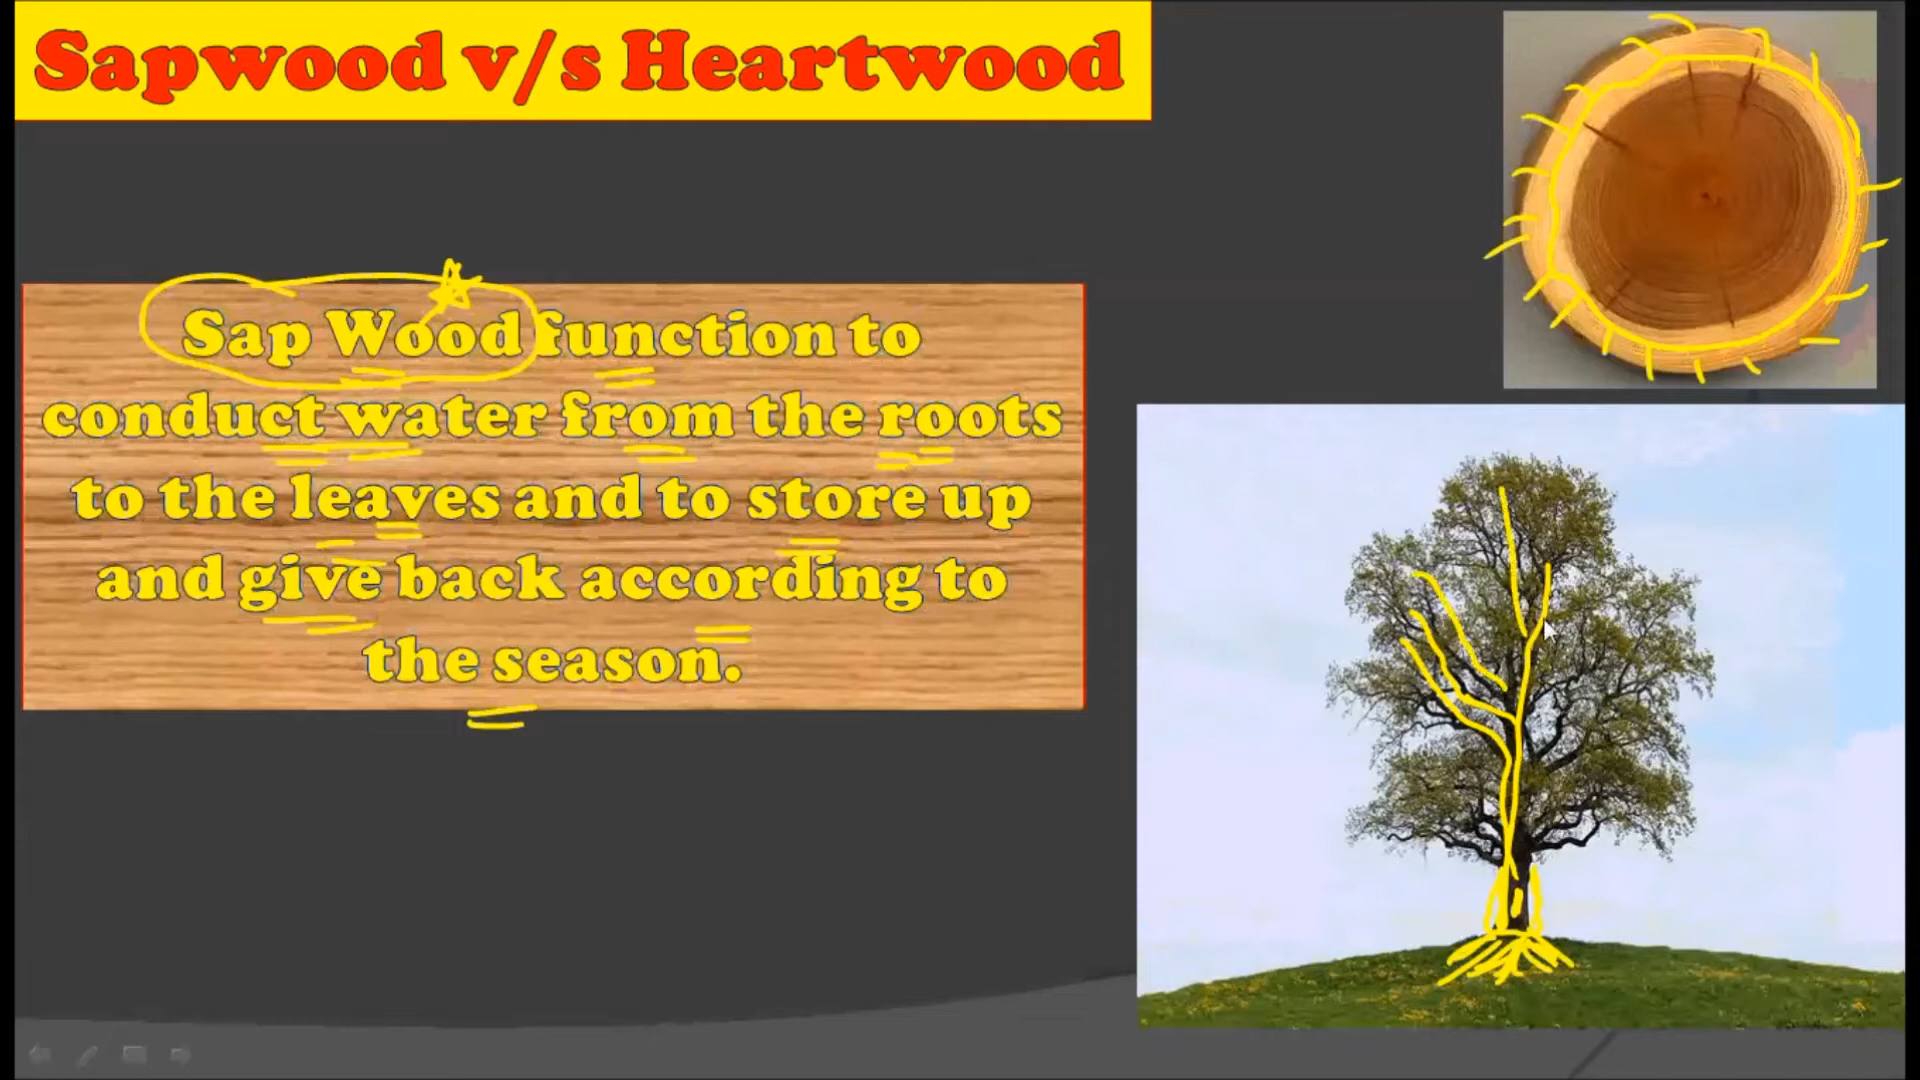 Sapwood v/s Heartwood
Sap Wood function to
conduct water from the roots
to the leaves and to store up
and give back according to
the season.